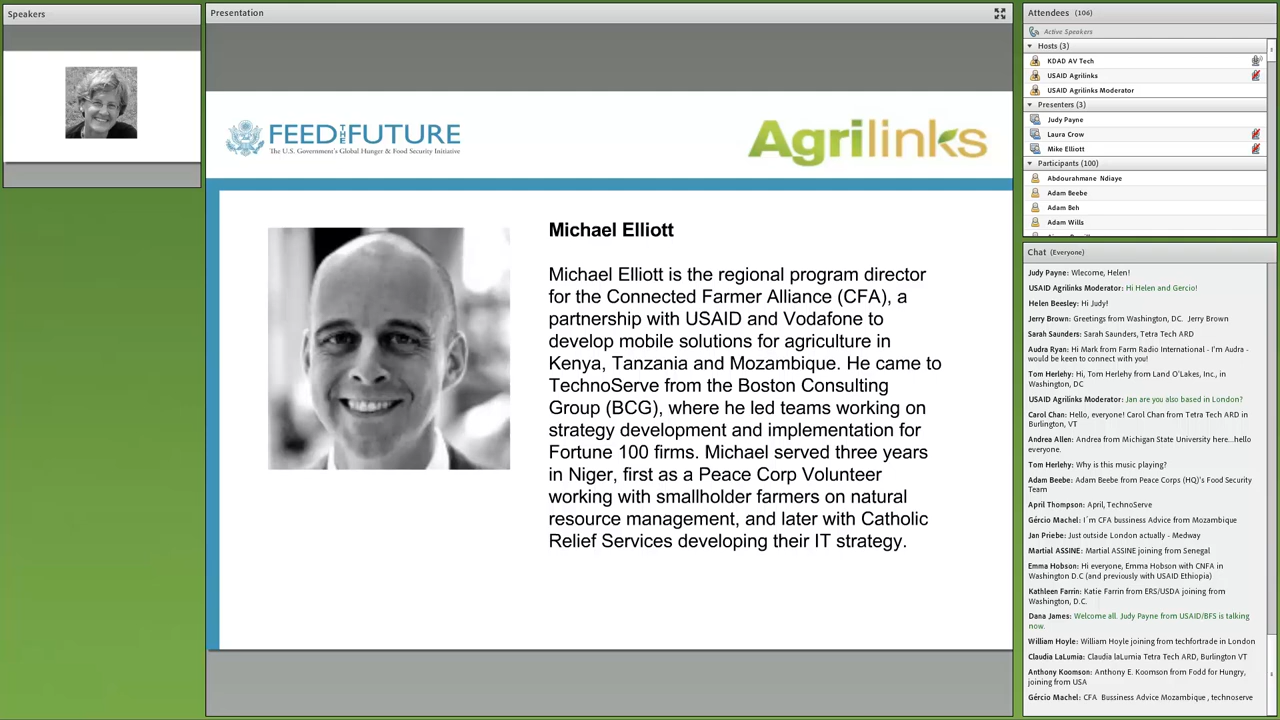 Speakers
Presentation
FEED THE FUTURE
The U.S. Government's Global Hunger & Food Security Initiative
Agrilinks
Michael Elliott
Michael Elliott is the regional program director
for the Connected Farmer Alliance (CFA), a
partnership with USAID and Vodafone to
develop mobile solutions for agriculture in
Kenya, Tanzania and Mozambique. He came to
TechnoServe from the Boston Consulting
Group (BCG), where he led teams working on
strategy development and implementation for
Fortune 100 firms. Michael served three years
in Niger, first as a Peace Corp Volunteer
working with smallholder farmers on natural
resource management, and later with Catholic
Relief Services developing their IT strategy.
Attendees (106)
Active Speakers
Hosts (3)
KDAD AV Tech
USAID Agrilinks
USAID Agrilinks Moderator
Presenters (3)
Judy Payne
Laura Crow
Mike Elliott
Participants (100)
Abdourahmane Ndiaye
Adam Beebe
Adam Beh
Adam Wills
Chat (Everyone)
Judy Payne: Wlecome, Helen!
USAID Agrilinks Moderator: Hi Helen and Gercio!
Helen Beesley: Hi Judy!
Jerry Brown: Greetings from Washington, DC. Jerry Brown
Sarah Saunders: Sarah Saunders, Tetra Tech ARD
Audra Ryan: Hi Mark from Farm Radio International - I'm Audra -
would be keen to connect with you!
Tom Herlehy: Hi, Tom Herlehy from Land O'Lakes, Inc., in
Washington, DC
USAID Agrilinks Moderator: Jan are you also based in London?
Carol Chan: Hello, everyone! Carol Chan from Tetra Tech ARD in
Burlington, VT
Andrea Allen: Andrea from Michigan State University here...hello
everyone.
Tom Herlehy: Why is this music playing?
Adam Beebe: Adam Beebe from Peace Corps (HQ)'s Food Security
Team
April Thompson: April, TechnoServe
Gércio Machel: I´m CFA bussiness Advice from Mozambique
Jan Priebe: Just outside London actually - Medway
Martial ASSINE: Martial ASSINE joining from Senegal
Emma Hobson: Hi everyone, Emma Hobson with CNFA in
Washington D.C (and previously with USAID Ethiopia)
Kathleen Farrin: Katie Farrin from ERS/USDA joining from
Washington, D.C.
Dana James: Welcome all. Judy Payne from USAID/BFS is talking
now.
William Hoyle: William Hoyle joining from techfortrade in London
Claudia LaLumia: Claudia laLumia Tetra Tech ARD, Burlington VT
Anthony Koomson: Anthony E. Koomson from Fodd for Hungry,
joining from USA
Gércio Machel: CFA Bussiness Advice Mozambique , technoserve